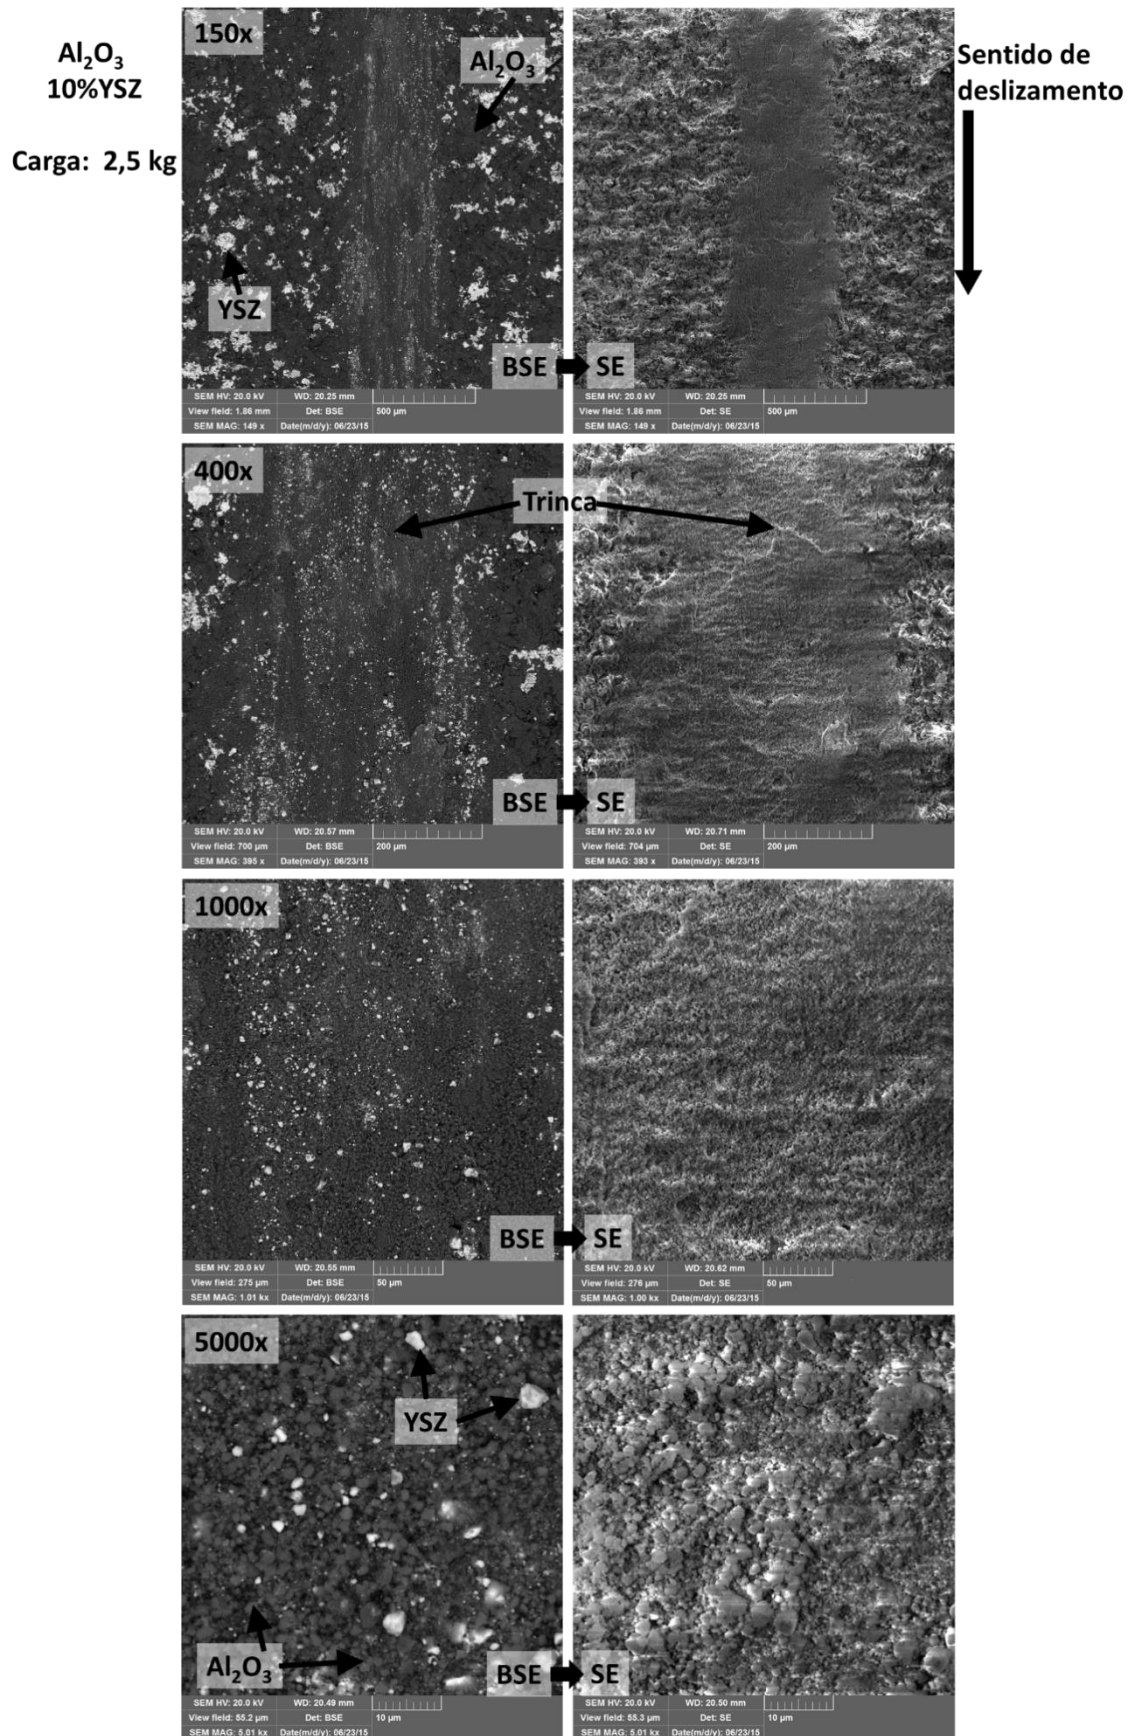 Al₂O₃
10%YSZ
Carga: 2,5 kg
150x
Al₂O₃
YSZ
BSE SE
Sentido de
deslizamento
SEM HV: 20.0 kV WD: 20.25 mm
View field: 1.86 mm Det: BSE 500 µm
SEM MAG: 149 x Date(m/d/y): 06/23/15
SEM HV: 20.0 kV WD: 20.25 mm
View field: 1.86 mm Det: SE 500 µm
SEM MAG: 149 x Date(m/d/y): 06/23/15
400x
Trinca
BSE SE
SEM HV: 20.0 kV WD: 20.57 mm
View field: 700 µm Det: BSE 200 µm
SEM MAG: 395 x Date(m/d/y): 06/23/15
SEM HV: 20.0 kV WD: 20.71 mm
View field: 704 µm Det: SE 200 µm
SEM MAG: 393 x Date(m/d/y): 06/23/15
1000x
BSE SE
SEM HV: 20.0 kV WD: 20.55 mm
View field: 275 µm Det: BSE 50 µm
SEM MAG: 1.01 kx Date(m/d/y): 06/23/15
SEM HV: 20.0 kV WD: 20.62 mm
View field: 276 µm Det: SE 50 µm
SEM MAG: 1.00 kx Date(m/d/y): 06/23/15
5000x
YSZ
Al₂O₃
BSE SE
SEM HV: 20.0 kV WD: 20.49 mm
View field: 55.2 µm Det: BSE 10 µm
SEM MAG: 5.01 kx Date(m/d/y): 06/23/15
SEM HV: 20.0 kV WD: 20.50 mm
View field: 55.3 µm Det: SE 10 µm
SEM MAG: 5.01 kx Date(m/d/y): 06/23/15